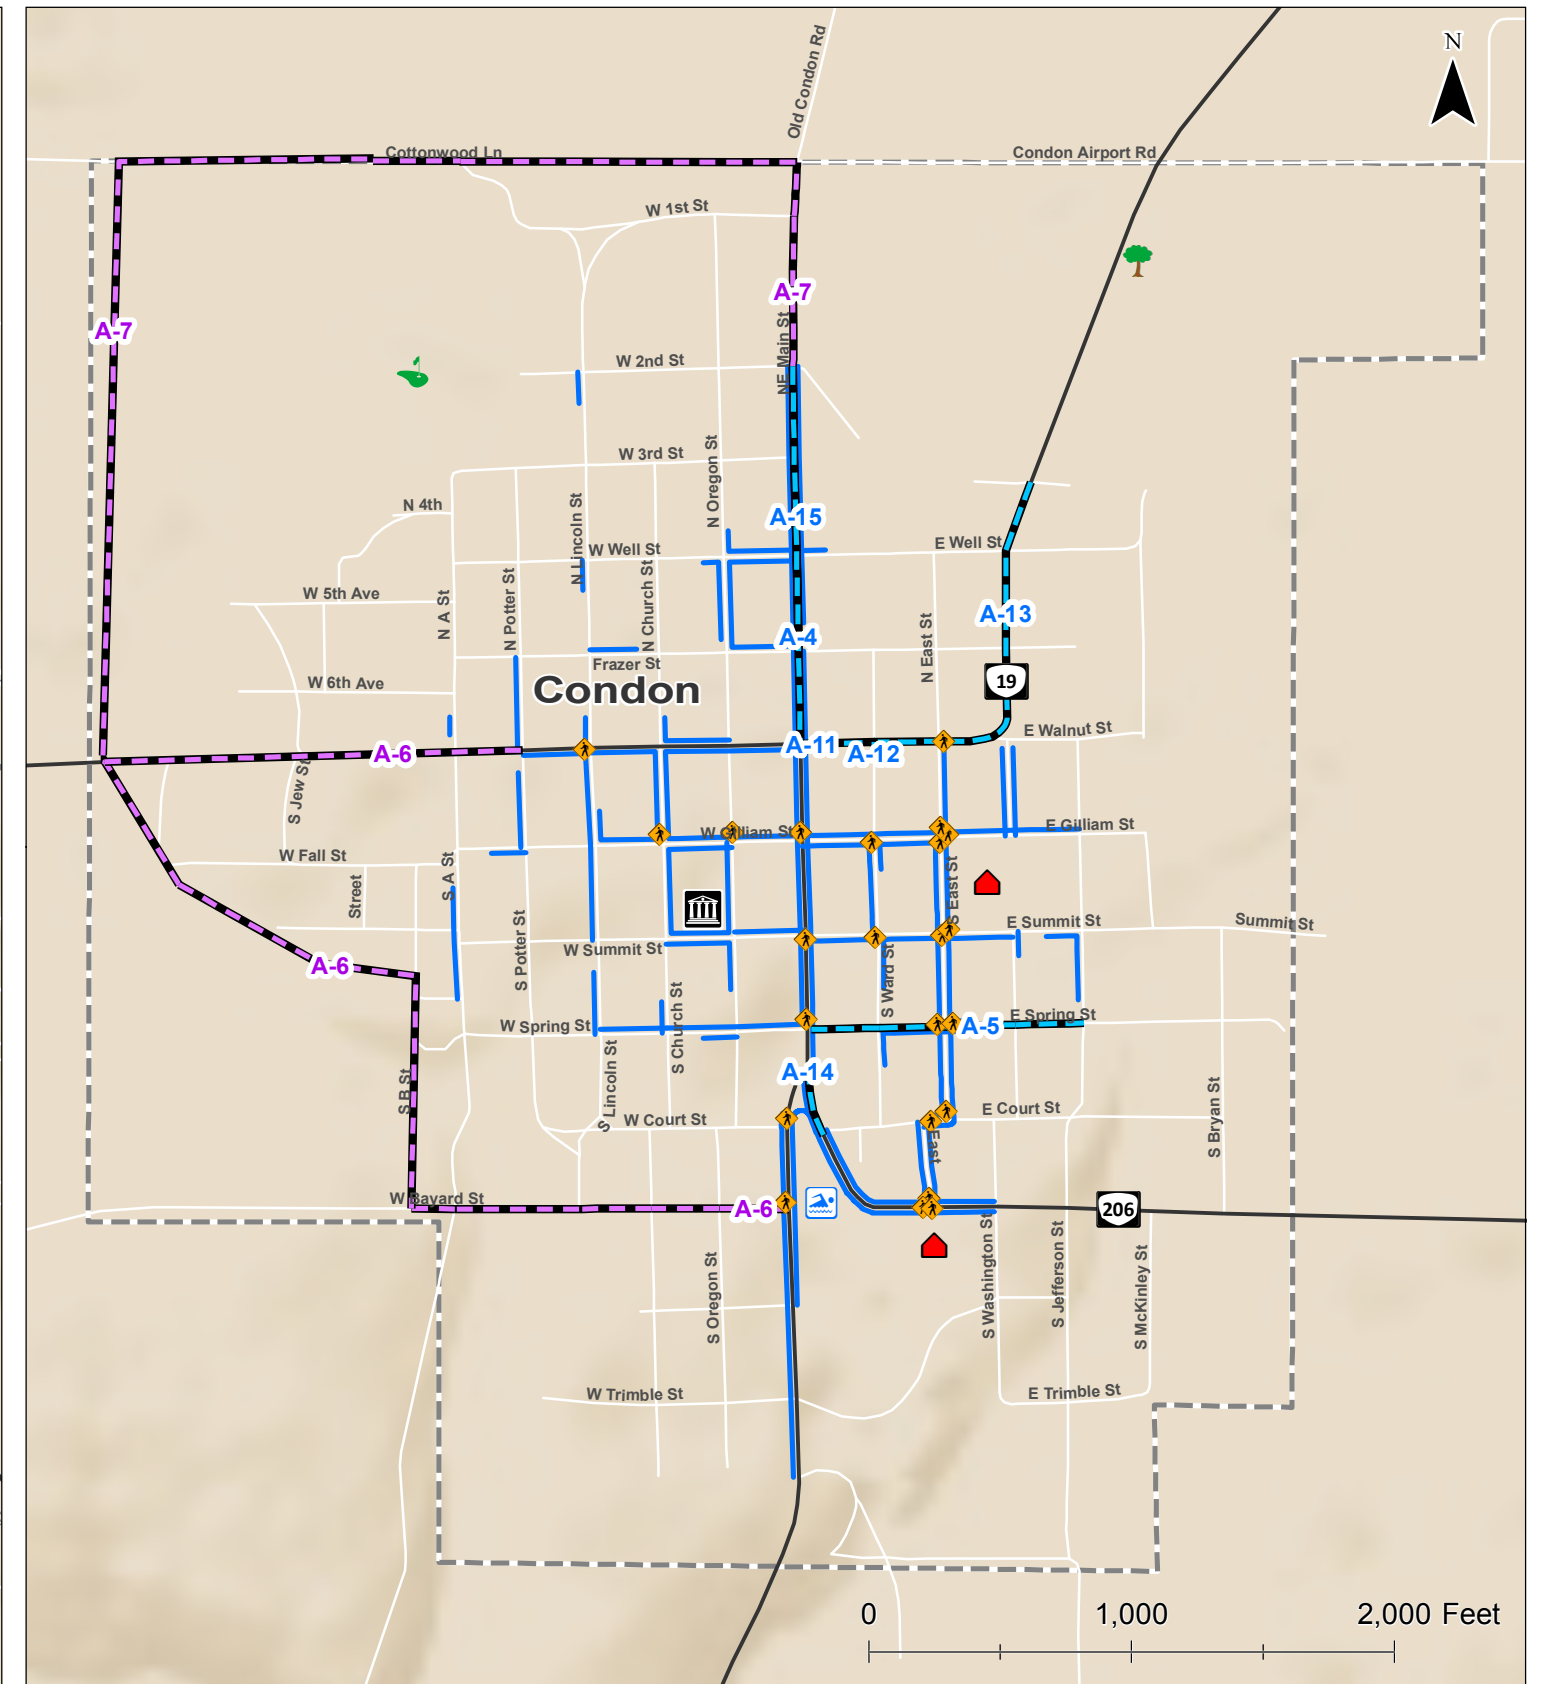 N
Old Condon Rd
Cottonwood Ln
Condon Airport Rd
W 1st St
A-7
NE Main St
A-7
W 2nd St
W 3rd St
N Oregon St
N 4th
N Lincoln St
A-15
W Well St
E Well St
W 5th Ave
N A St
N Potter St
N Church St
A-4
N East St
A-13
Frazer St
W 6th Ave
Condon
19
E Walnut St
A-6
A-11
A-12
S Jew St
W Gilliam St
E Gilliam St
W Fall St
Street
S A St
S East St
S Potter St
W Summit St
E Summit St
Summit St
A-6
S Ward St
S Church St
W Spring St
A-5
E Spring St
S Lincoln St
S B St
A-14
W Court St
E Court St
East
S Bryan St
W Bayard St
A-6
206
S Oregon St
S Washington St
S Jefferson St
S McKinley St
W Trimble St
E Trimble St
0 1,000 2,000 Feet